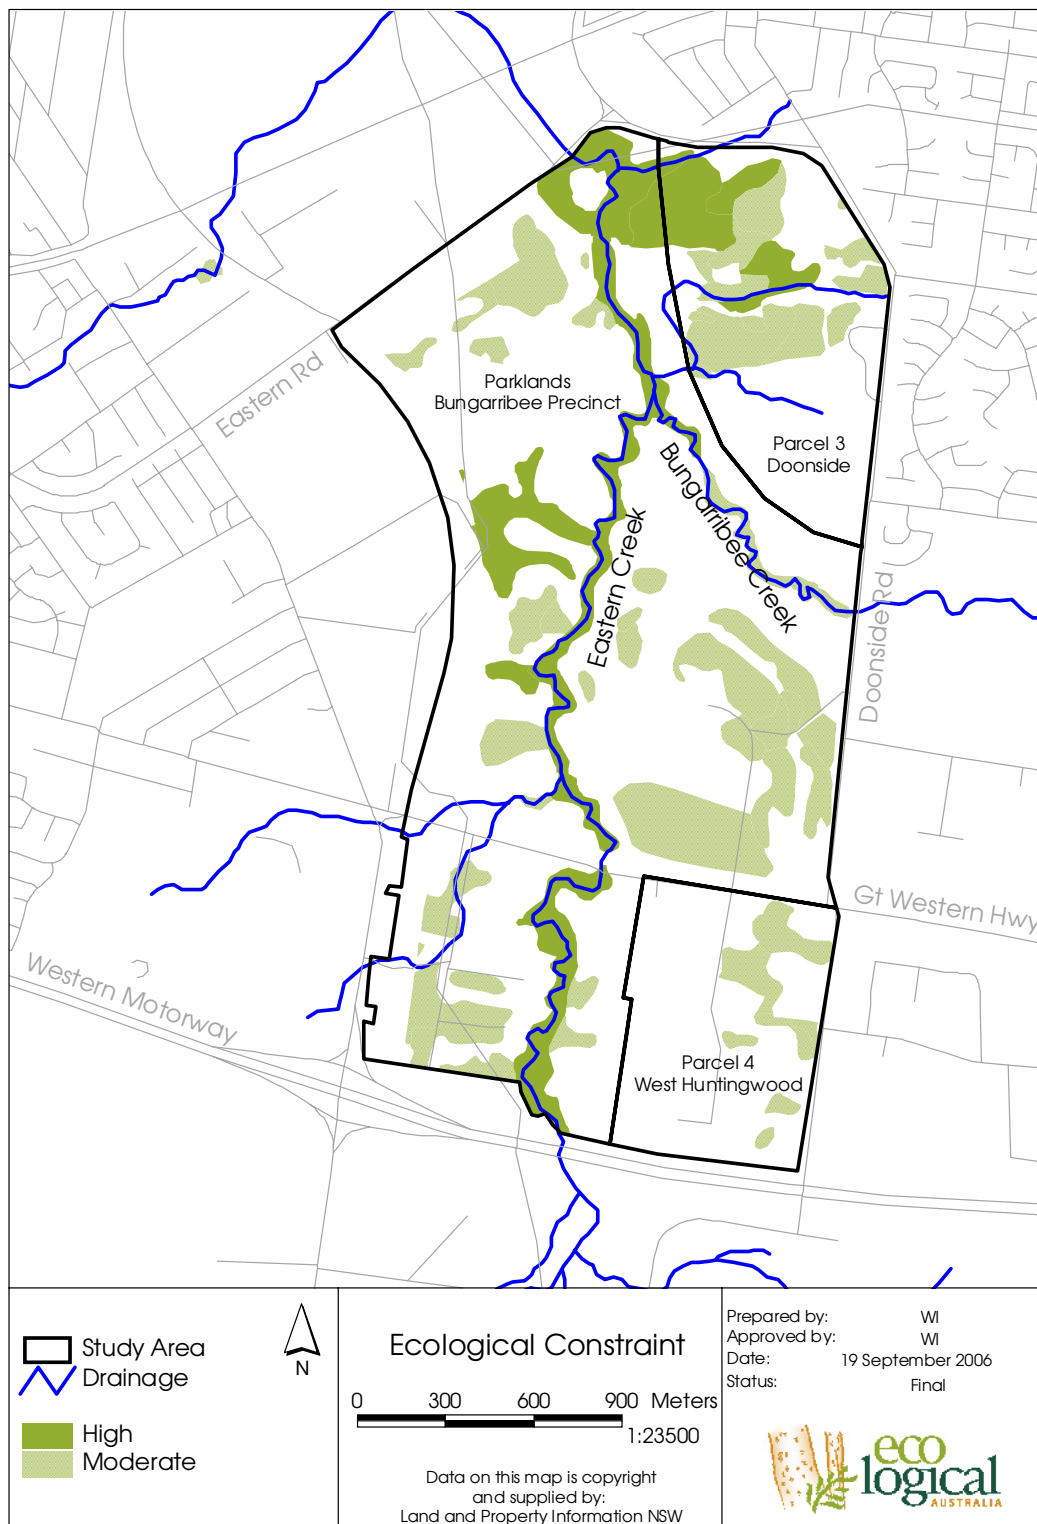 Eastern Rd
Parklands
Bungarribee Precinct
Parcel 3
Doonside
Bungarribee Creek
Eastern Creek
Doonside Rd
Gt Western Hwy
Western Motorway
Parcel 4
West Huntingwood
Study Area
Drainage
High
Moderate
N
Ecological Constraint
0 300 600 900 Meters
1:23500
Data on this map is copyright
and supplied by:
Land and Property Information NSW
Prepared by: WI
Approved by: WI
Date: 19 September 2006
Status: Final
eco
logical
AUSTRALIA